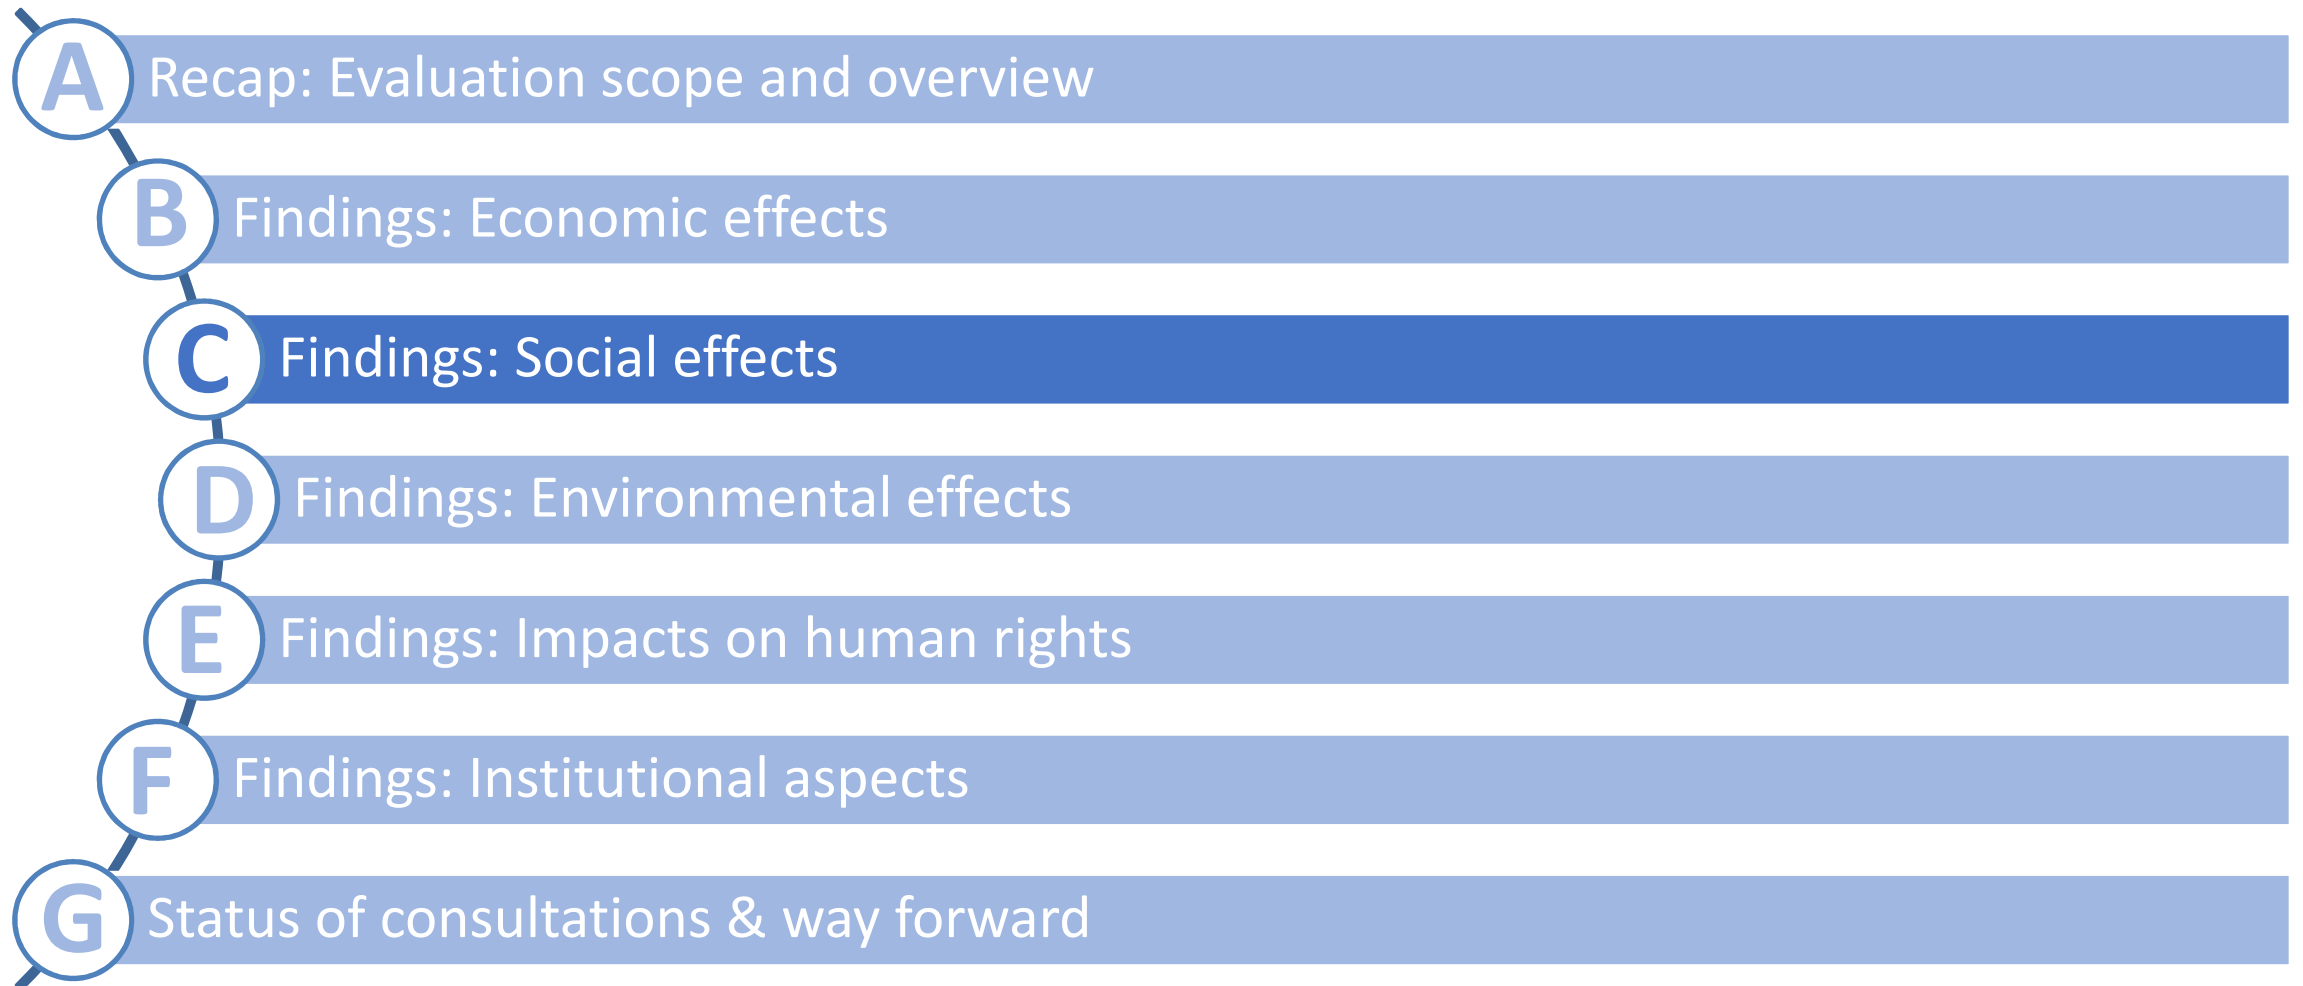 A Recap: Evaluation scope and overview
B Findings: Economic effects
C Findings: Social effects
D Findings: Environmental effects
E Findings: Impacts on human rights
F Findings: Institutional aspects
G Status of consultations & way forward